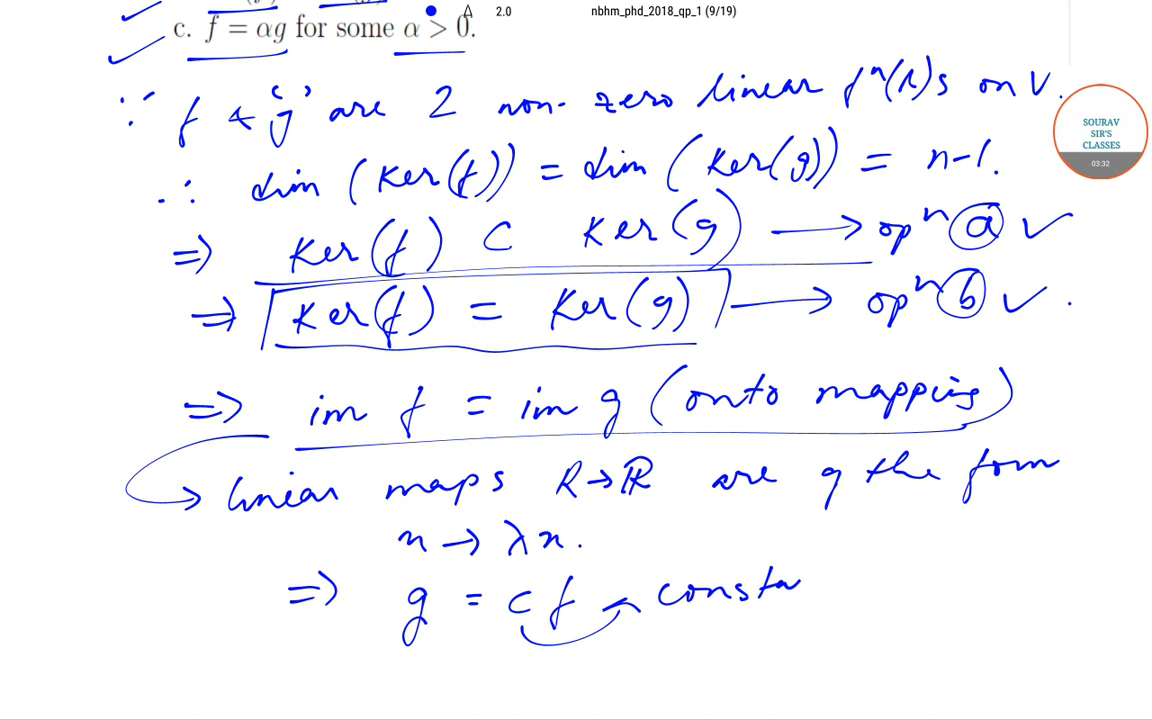 2.0
nbhm_phd_2018_qp_1 (9/19)
c. f = αg for some α > 0.
∵ f & 'g' are 2 non-zero linear fⁿ(s) on V.
∴ dim (Ker(f)) = dim (Ker(g)) = n-1.
⇒ Ker(f) ⊂ Ker(g) → opⁿ ⓐ ✓
⇒ Ker(f) = Ker(g) → opⁿ ⓑ ✓.
⇒ im f = im g (onto mapping)
→ linear maps R→ℝ are of the form
x → λx.
⇒ g = cf consta
SOURAV
SIR'S
CLASSES
03:32